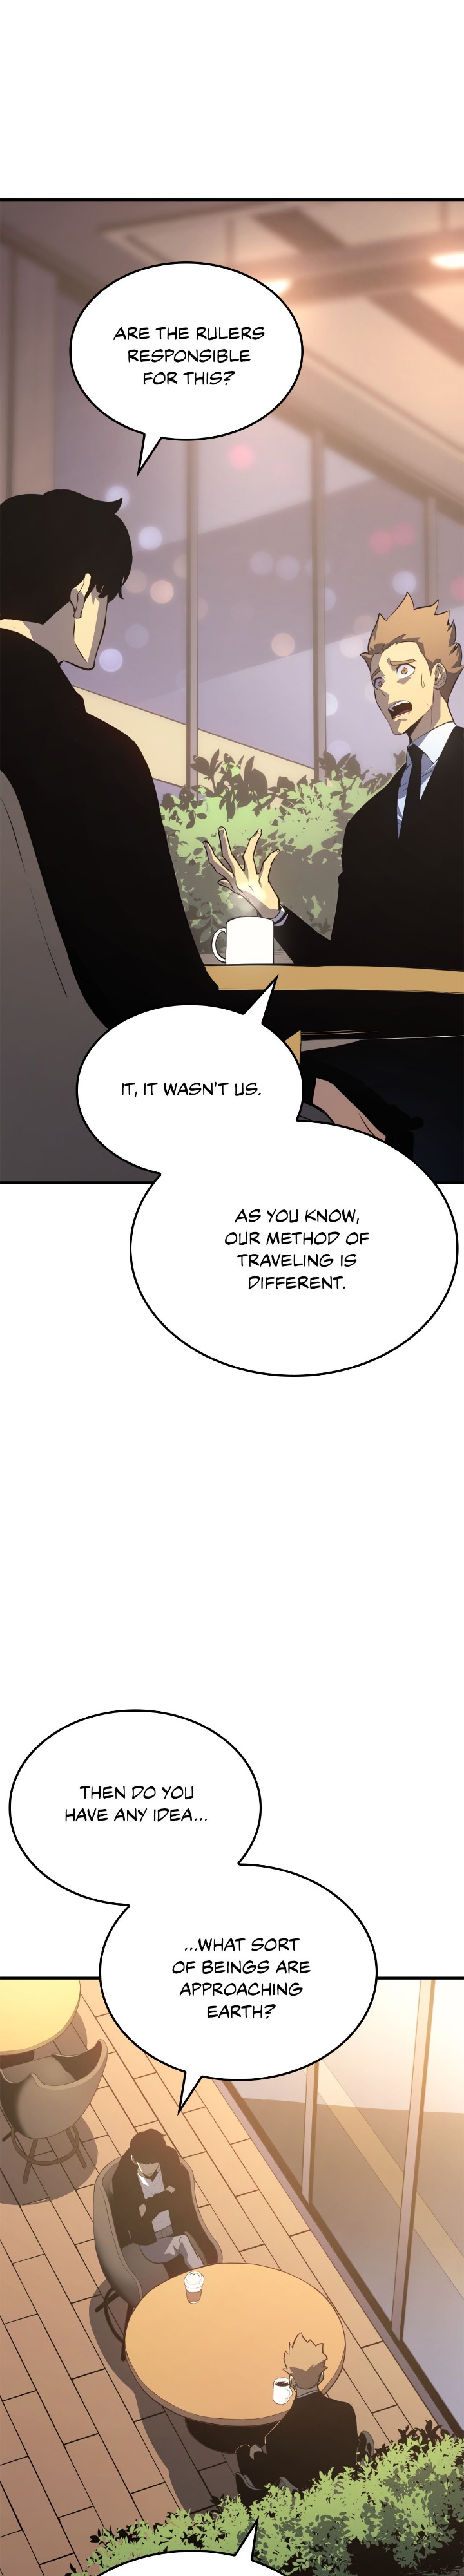 ARE THE RULERS
RESPONSIBLE
FOR THIS?
IT, IT WASN'T US.
AS YOU KNOW,
OUR METHOD OF
TRAVELING IS
DIFFERENT.
THEN DO YOU
HAVE ANY IDEA...
...WHAT SORT
OF BEINGS ARE
APPROACHING
EARTH?